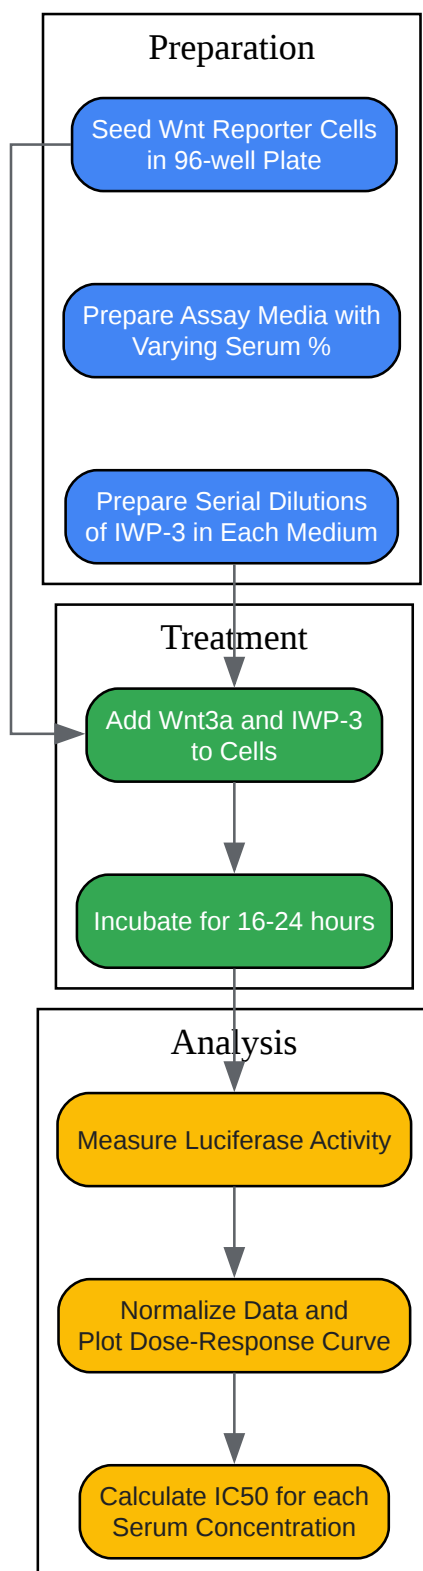 Preparation
Seed Wnt Reporter Cells
in 96-well Plate
Prepare Assay Media with
Varying Serum %
Prepare Serial Dilutions
of IWP-3 in Each Medium
Treatment
Add Wnt3a and IWP-3
to Cells
Incubate for 16-24 hours
Analysis
Measure Luciferase Activity
Normalize Data and
Plot Dose-Response Curve
Calculate IC50 for each
Serum Concentration